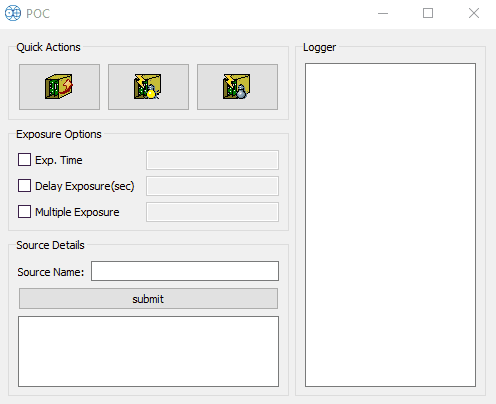 POC
Quick Actions
Exposure Options
Exp. Time
Delay Exposure(sec)
Multiple Exposure
Source Details
Source Name:
submit
Logger